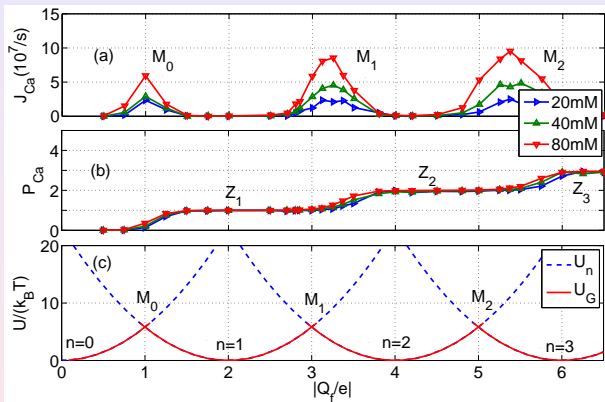 15
10
5
0
J_Ca(10^7/s)
(a)
M_0
M_1
M_2
20mM
40mM
80mM
4
2
0
P_Ca
(b)
Z_1
Z_2
Z_3
20
10
0
U/(k_BT)
(c)
M_0
M_1
M_2
U_n
U_G
n=0
n=1
n=2
n=3
0 1 2 3 4 5 6
|Q_f/e|